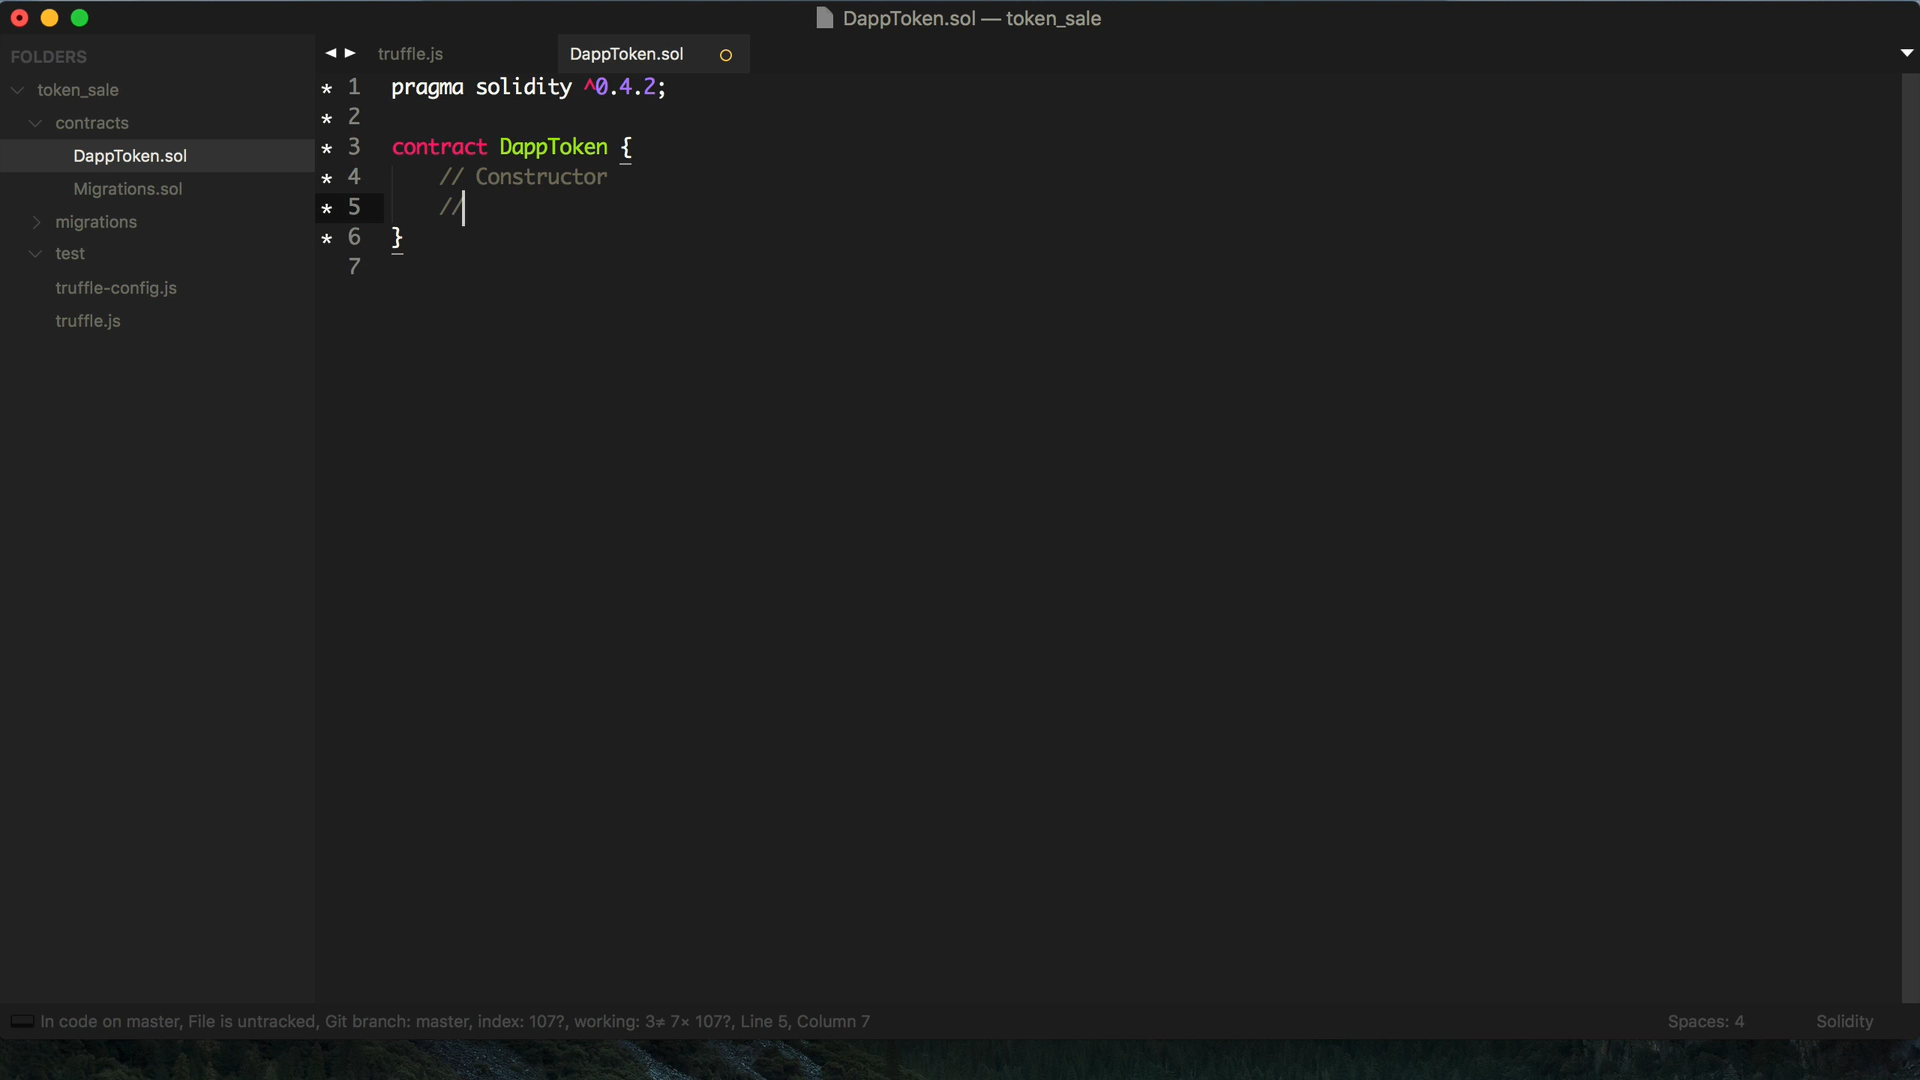 DappToken.sol — token_sale
FOLDERS
token_sale
contracts
DappToken.sol
Migrations.sol
migrations
test
truffle-config.js
truffle.js
truffle.js
DappToken.sol
* 1 pragma solidity ^0.4.2;
* 2
* 3 contract DappToken {
* 4 // Constructor
* 5 //
* 6 }
7
In code on master, File is untracked, Git branch: master, index: 107?, working: 3≠ 7× 107?, Line 5, Column 7
Spaces: 4
Solidity